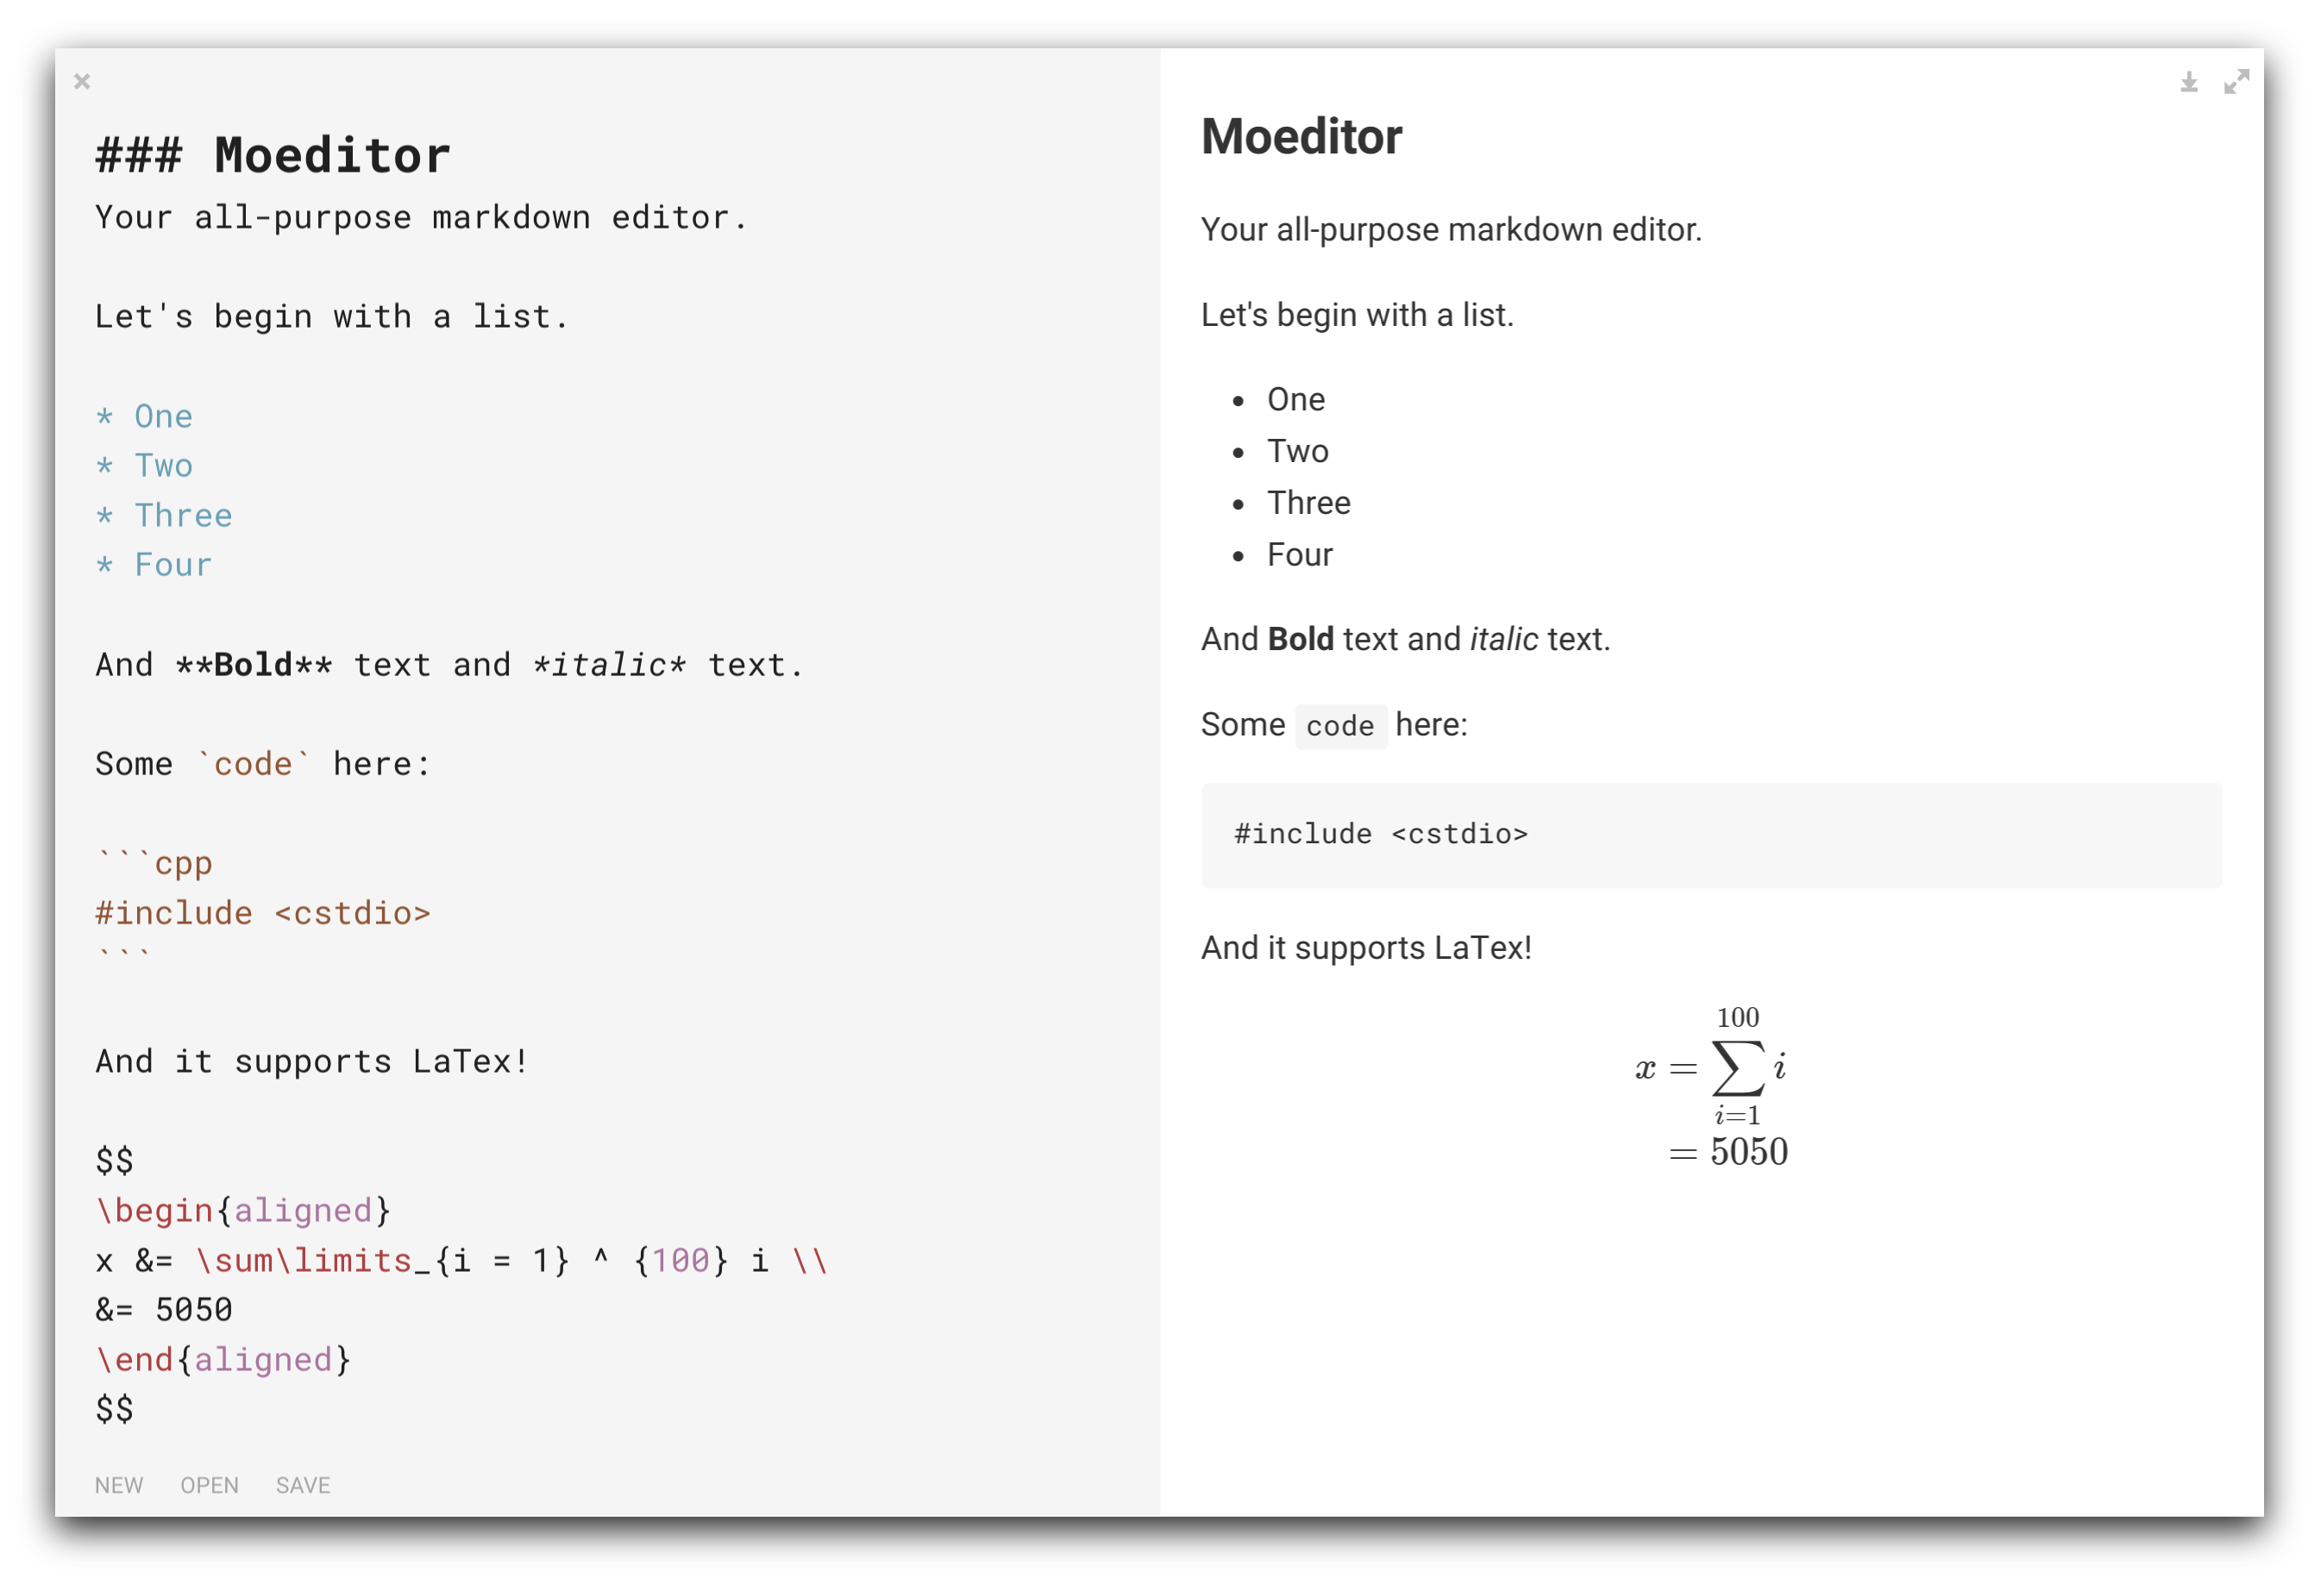 ### Moeditor
Your all-purpose markdown editor.
Let's begin with a list.
* One
* Two
* Three
* Four
And **Bold** text and *italic* text.
Some `code` here:
```cpp
#include <cstdio>
```
And it supports LaTex!
$$
\begin{aligned}
x &= \sum\limits_{i = 1} ^ {100} i \\
&= 5050
\end{aligned}
$$
NEW OPEN SAVE
Moeditor
Your all-purpose markdown editor.
Let's begin with a list.
• One
• Two
• Three
• Four
And Bold text and italic text.
Some code here:
#include <cstdio>
And it supports LaTex!
100
x = ∑ i
i=1
= 5050